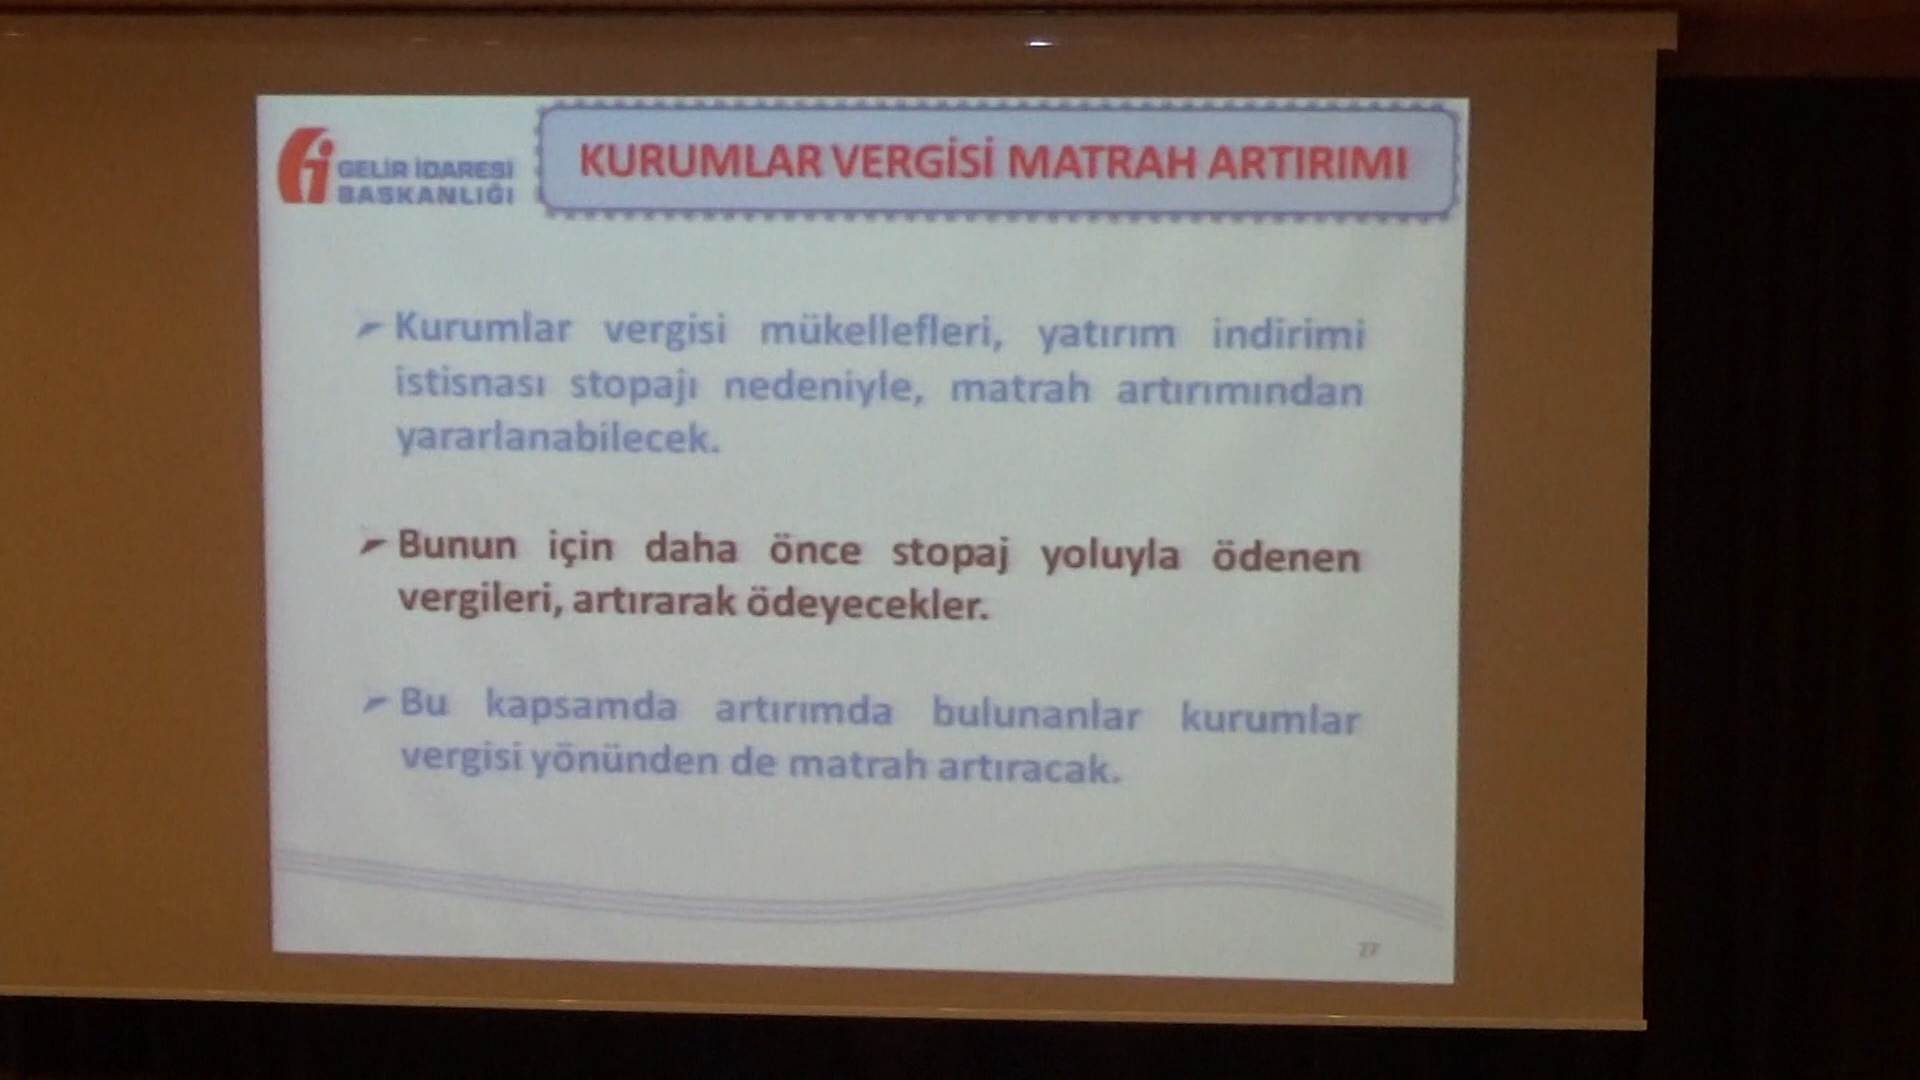 GELİR İDARESİ
BAŞKANLIĞI
KURUMLAR VERGİSİ MATRAH ARTIRIMI
➢ Kurumlar vergisi mükellefleri, yatırım indirimi
istisnası stopajı nedeniyle, matrah artırımından
yararlanabilecek.
➢ Bunun için daha önce stopaj yoluyla ödenen
vergileri, artırarak ödeyecekler.
➢ Bu kapsamda artırımda bulunanlar kurumlar
vergisi yönünden de matrah artıracak.
27